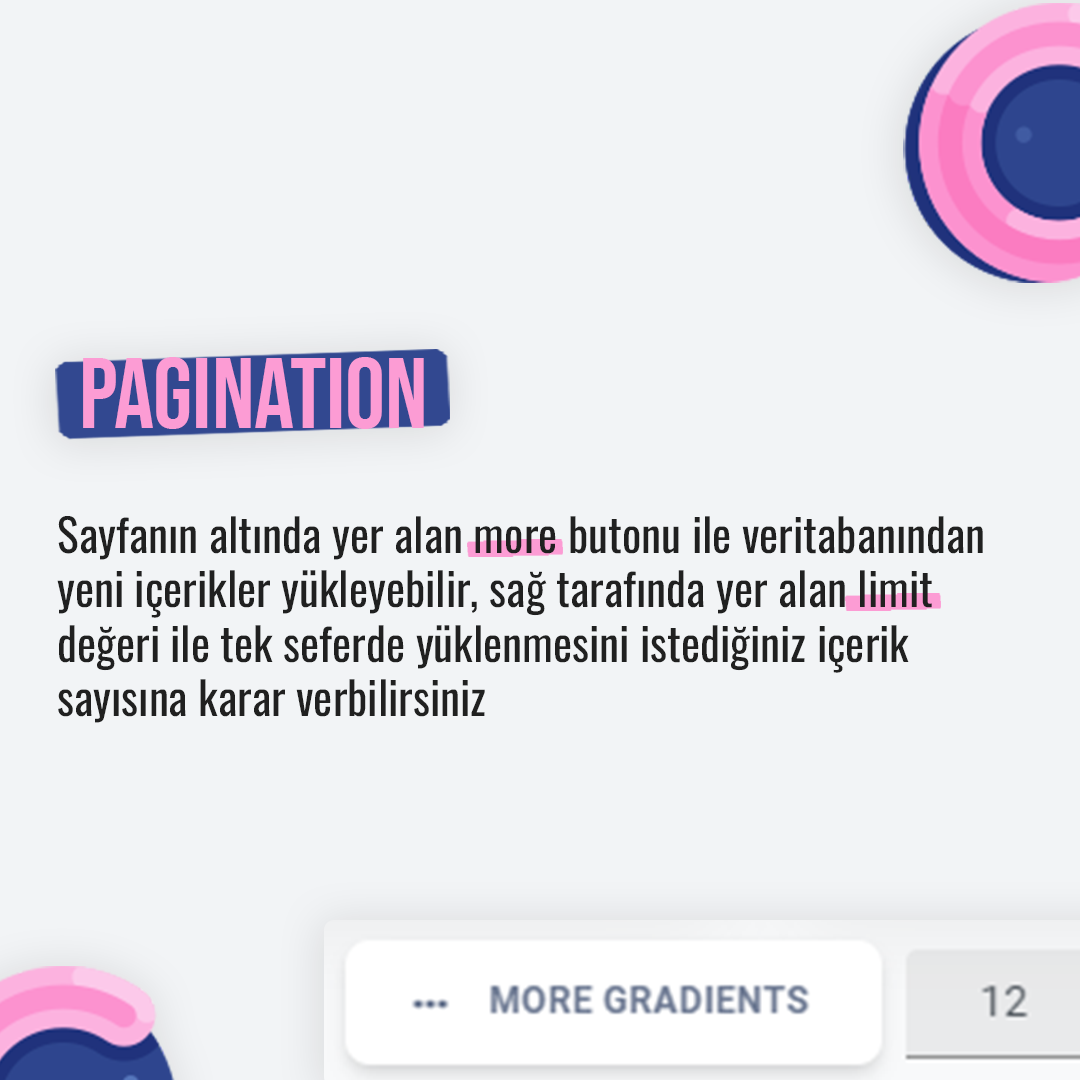 PAGINATION
Sayfanın altında yer alan more butonu ile veritabanından
yeni içerikler yükleyebilir, sağ tarafında yer alan limit
değeri ile tek seferde yüklenmesini istediğiniz içerik
sayısına karar verbilirsiniz
••• MORE GRADIENTS 12